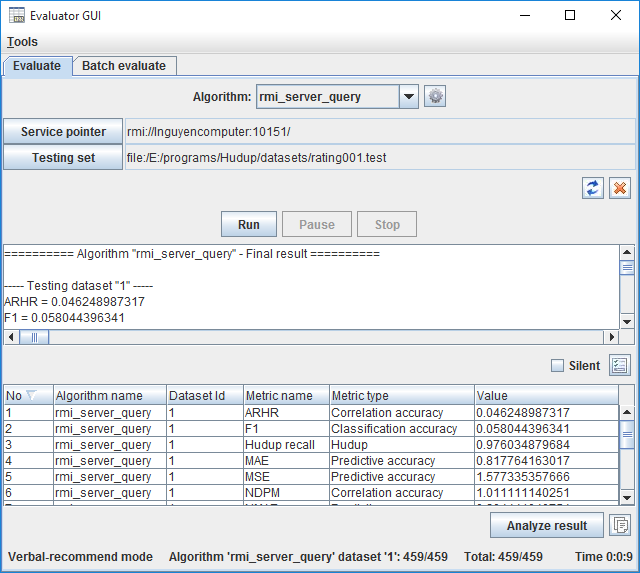 Evaluator GUI
Tools
Evaluate Batch evaluate
Algorithm: rmi_server_query
Service pointer rmi://lnguyencomputer:10151/
Testing set file:/E:/programs/Hudup/datasets/rating001.test
Run Pause Stop
========== Algorithm "rmi_server_query" - Final result ==========
----- Testing dataset "1" -----
ARHR = 0.046248987317
F1 = 0.058044396341
Silent
No Algorithm name Dataset Id Metric name Metric type Value
1 rmi_server_query 1 ARHR Correlation accuracy 0.046248987317
2 rmi_server_query 1 F1 Classification accuracy 0.058044396341
3 rmi_server_query 1 Hudup recall Hudup 0.976034879684
4 rmi_server_query 1 MAE Predictive accuracy 0.817764163017
5 rmi_server_query 1 MSE Predictive accuracy 1.577335357666
6 rmi_server_query 1 NDPM Correlation accuracy 1.011111140251
Analyze result
Verbal-recommend mode Algorithm 'rmi_server_query' dataset '1': 459/459 Total: 459/459 Time 0:0:9